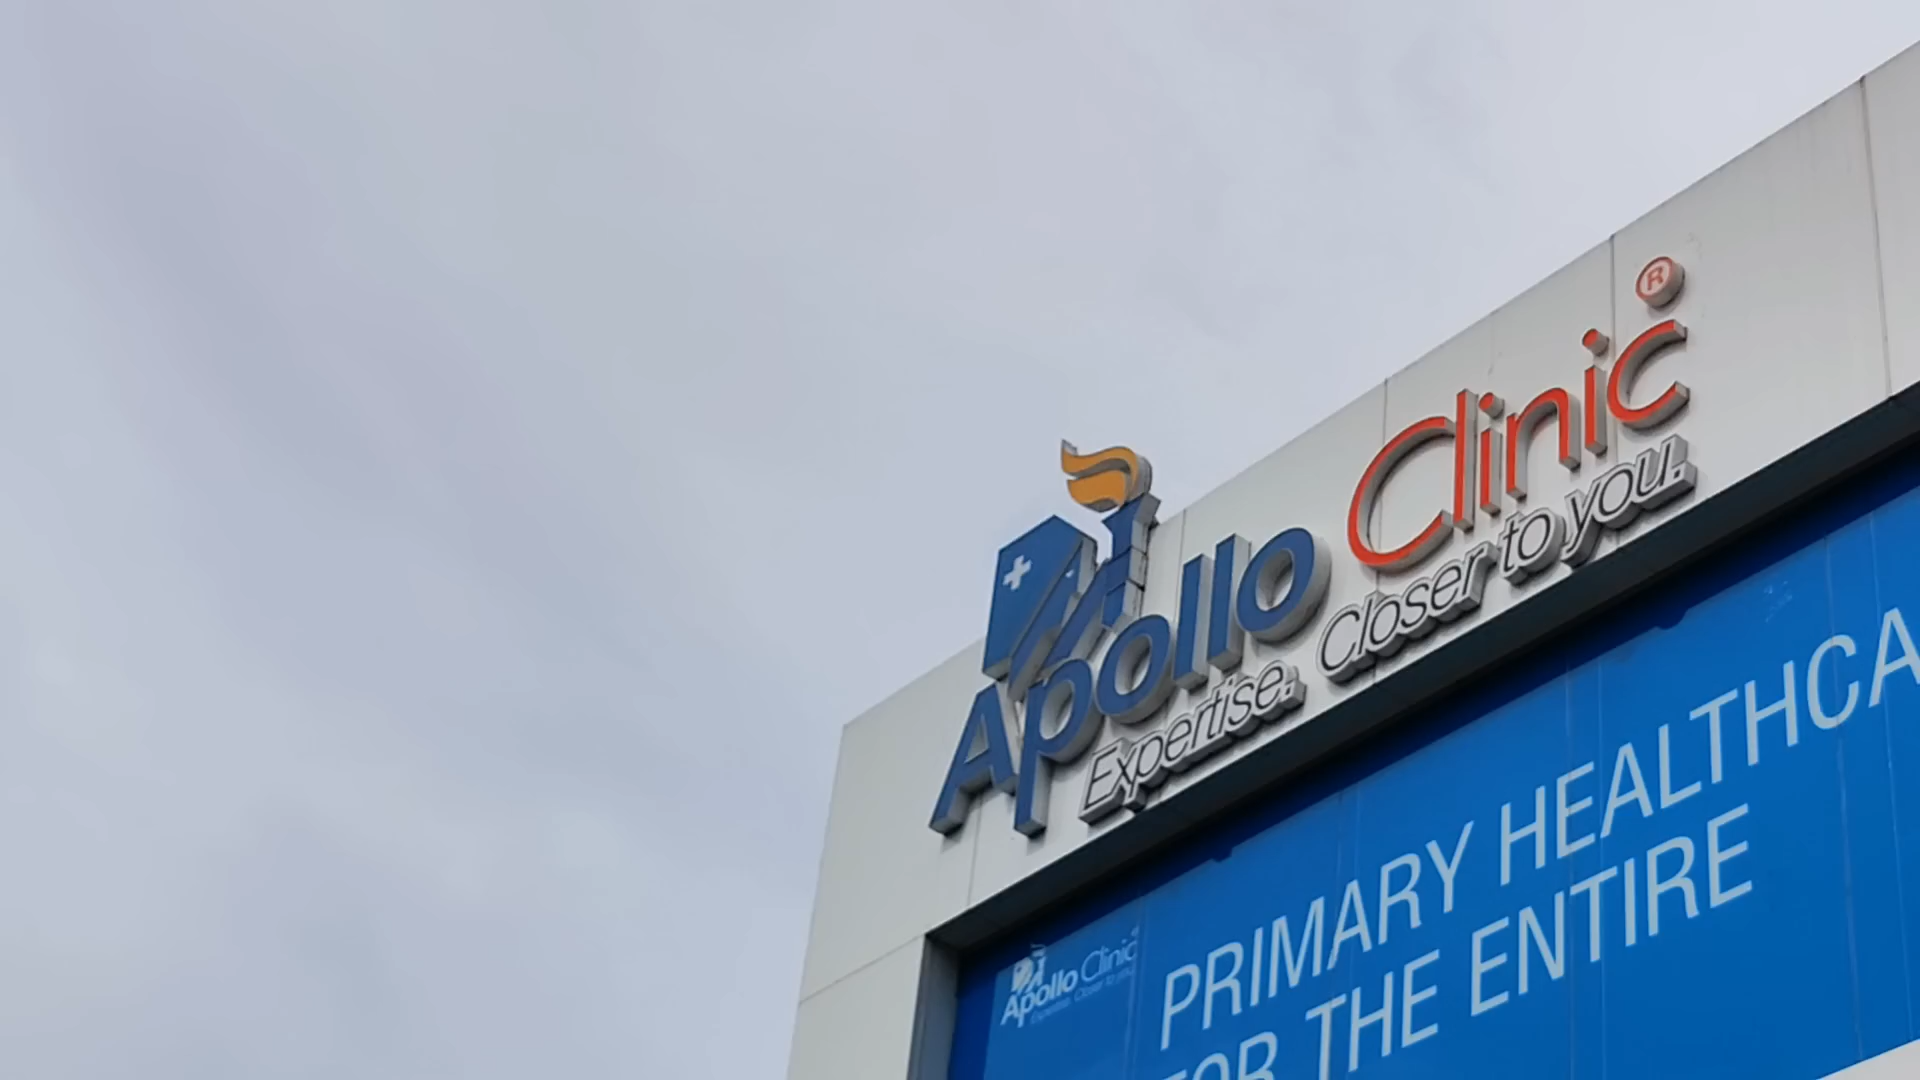 Apollo Clinic®
Expertise. Closer to you.
Apollo Clinic
Expertise. Closer to you.
PRIMARY HEALTHCA
FOR THE ENTIRE